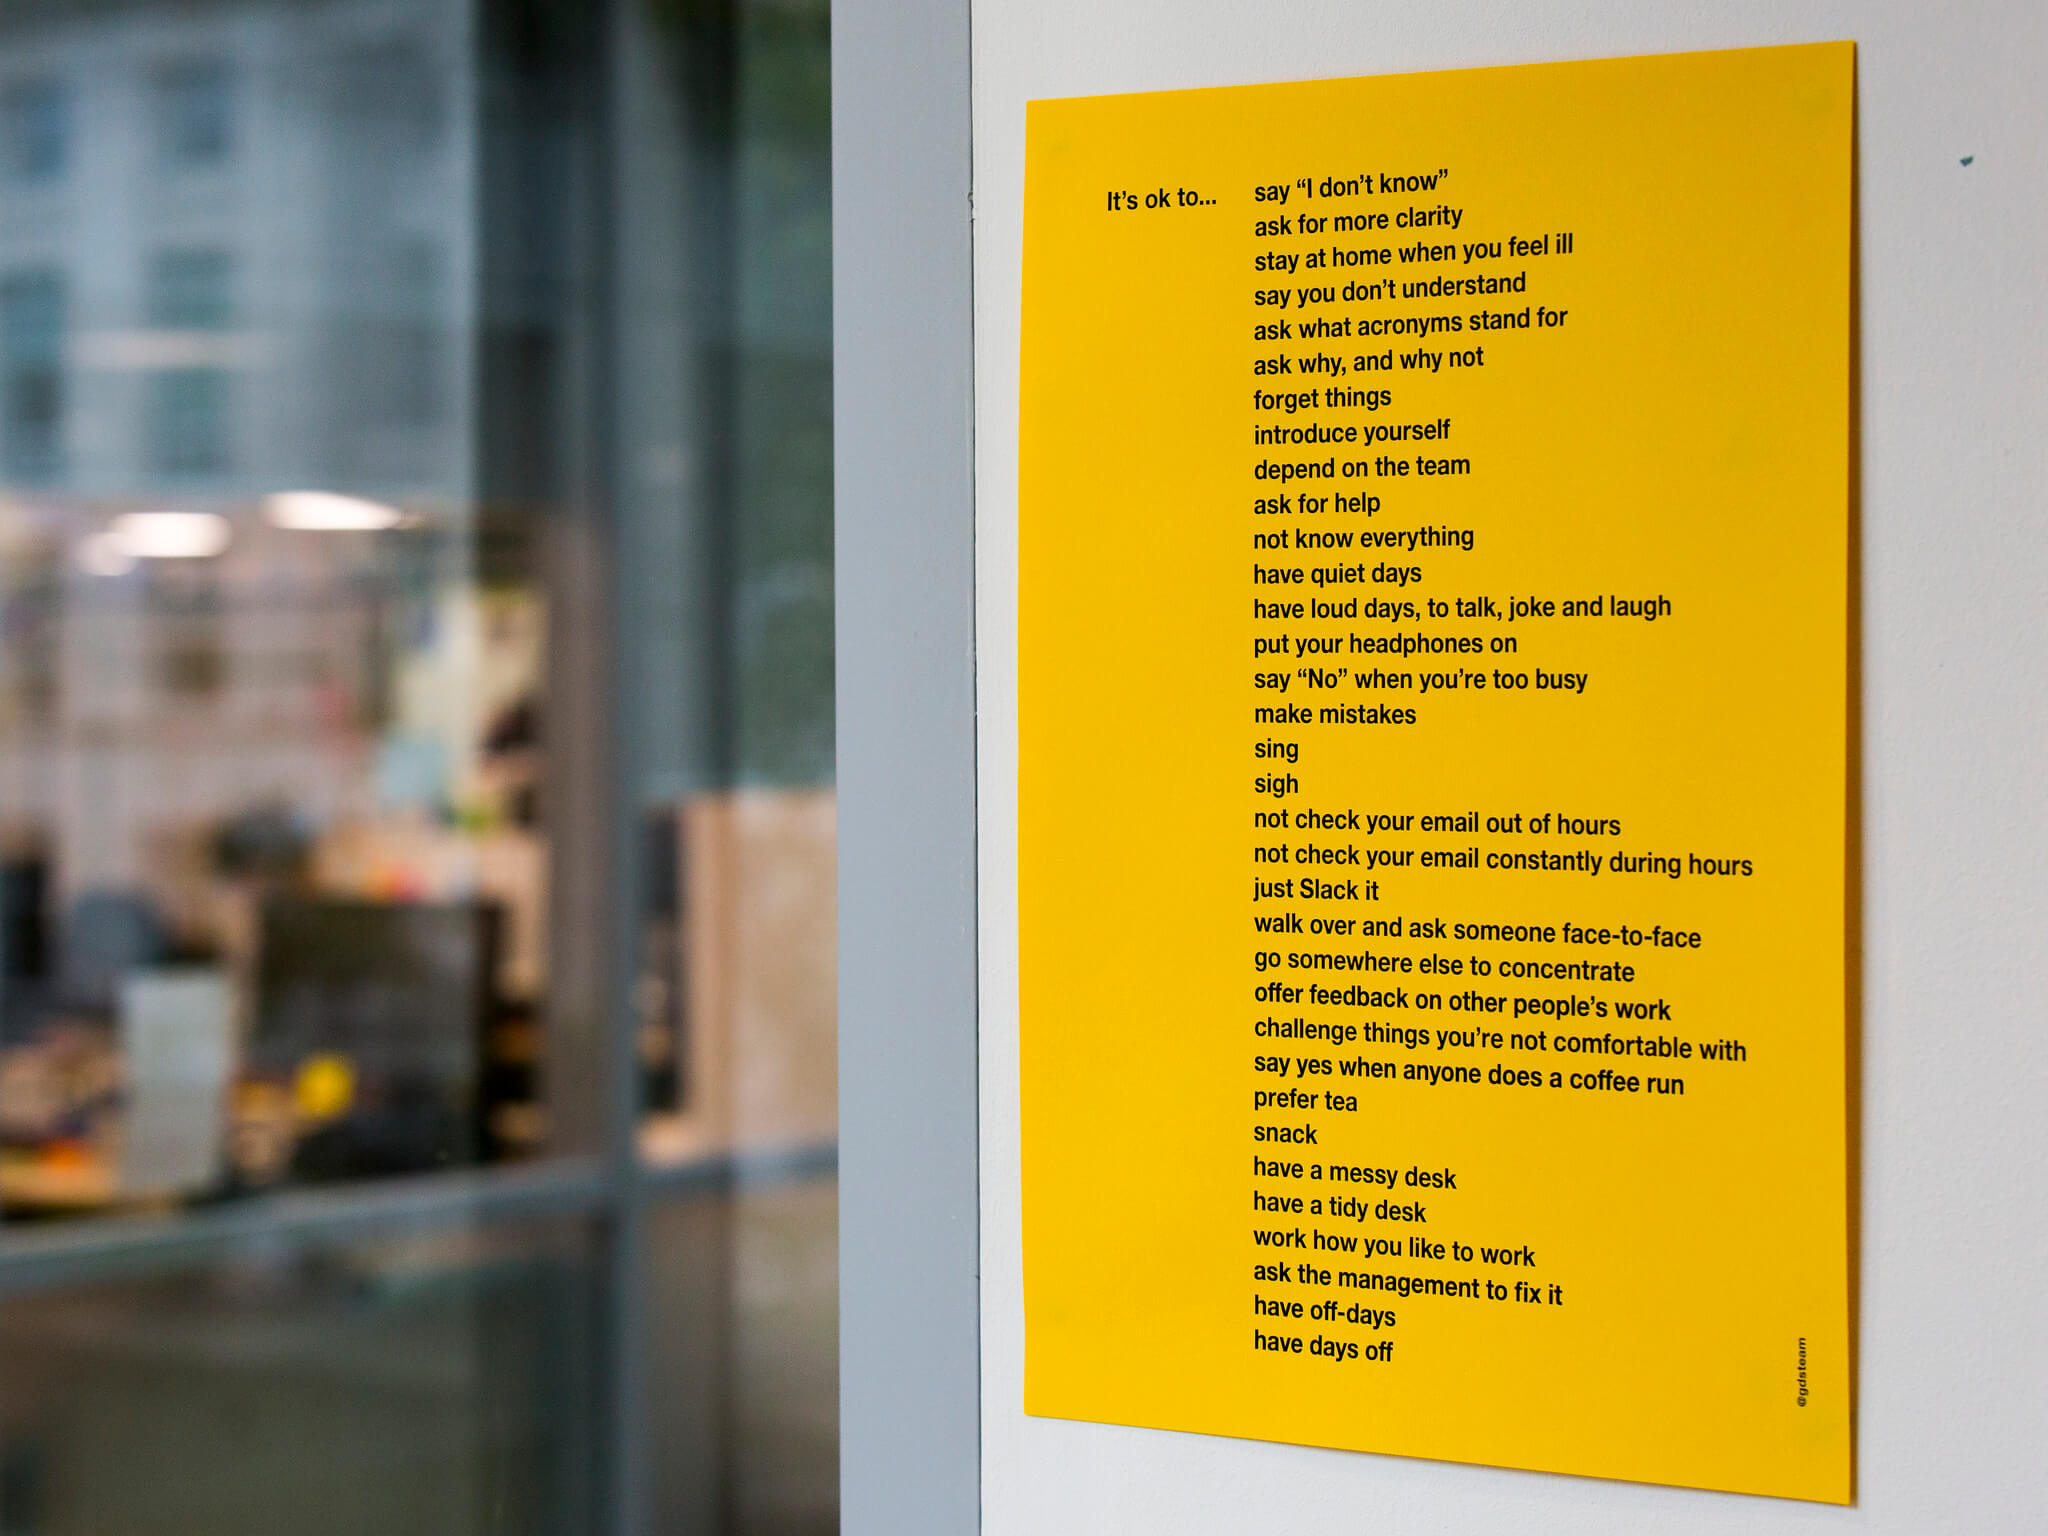 It's ok to...
say “I don’t know”
ask for more clarity
stay at home when you feel ill
say you don’t understand
ask what acronyms stand for
ask why, and why not
forget things
introduce yourself
depend on the team
ask for help
not know everything
have quiet days
have loud days, to talk, joke and laugh
put your headphones on
say “No” when you’re too busy
make mistakes
sing
sigh
not check your email out of hours
not check your email constantly during hours
just Slack it
walk over and ask someone face-to-face
go somewhere else to concentrate
offer feedback on other people’s work
challenge things you’re not comfortable with
say yes when anyone does a coffee run
prefer tea
snack
have a messy desk
have a tidy desk
work how you like to work
ask the management to fix it
have off-days
have days off
@gdsteam